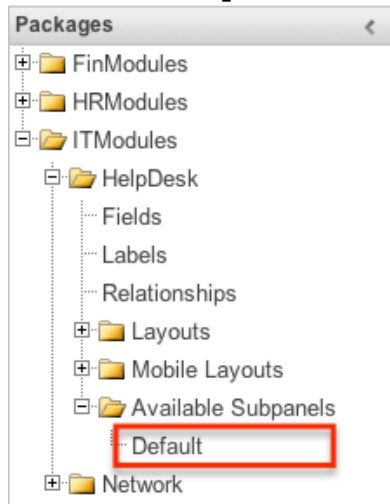 Packages
FinModules
HRModules
ITModules
HelpDesk
Fields
Labels
Relationships
Layouts
Mobile Layouts
Available Subpanels
Default
Network